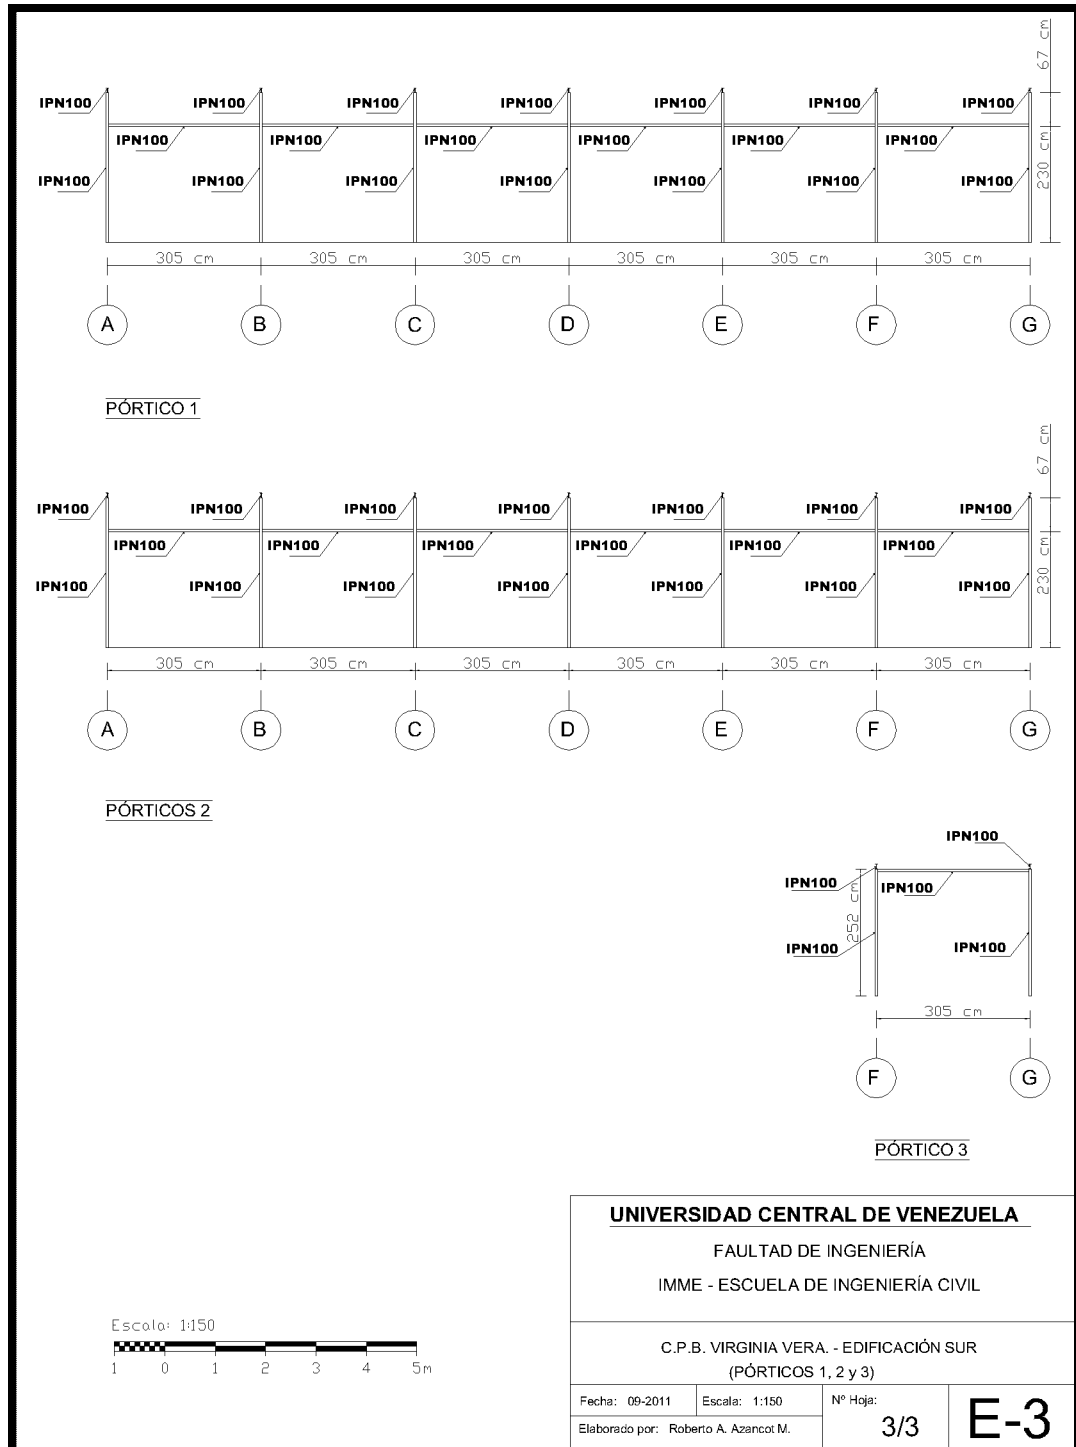 67 cm
IPN100 IPN100 IPN100 IPN100 IPN100 IPN100 IPN100
IPN100 IPN100 IPN100 IPN100 IPN100 IPN100
230 cm
IPN100 IPN100 IPN100 IPN100 IPN100 IPN100 IPN100
305 cm 305 cm 305 cm 305 cm 305 cm 305 cm
A B C D E F G
PÓRTICO 1
67 cm
IPN100 IPN100 IPN100 IPN100 IPN100 IPN100 IPN100
IPN100 IPN100 IPN100 IPN100 IPN100 IPN100
230 cm
IPN100 IPN100 IPN100 IPN100 IPN100 IPN100 IPN100
305 cm 305 cm 305 cm 305 cm 305 cm 305 cm
A B C D E F G
PÓRTICOS 2
IPN100
IPN100 IPN100
252 cm
IPN100 IPN100
305 cm
F G
PÓRTICO 3
UNIVERSIDAD CENTRAL DE VENEZUELA
FAULTAD DE INGENIERÍA
IMME - ESCUELA DE INGENIERÍA CIVIL
Escala: 1:150
1 0 1 2 3 4 5m
C.P.B. VIRGINIA VERA. - EDIFICACIÓN SUR
(PÓRTICOS 1, 2 y 3)
Fecha: 09-2011 Escala: 1:150 Nº Hoja:
3/3 E-3
Elaborado por: Roberto A. Azancot M.